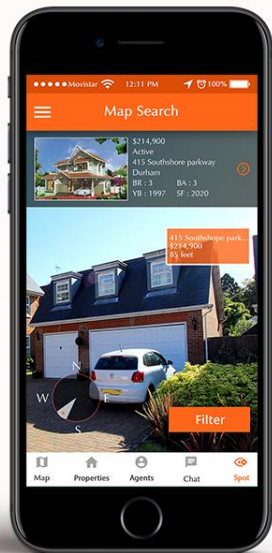 Movistar 12:11 PM 100%
Map Search
$214,900
Active
415 Southshore parkway
Durham
BR : 3 BA : 3
YB : 1997 SF : 2020
415 Southshope park...
$214,900
85 feet
N
W E
S
Filter
Map Properties Agents Chat Spot